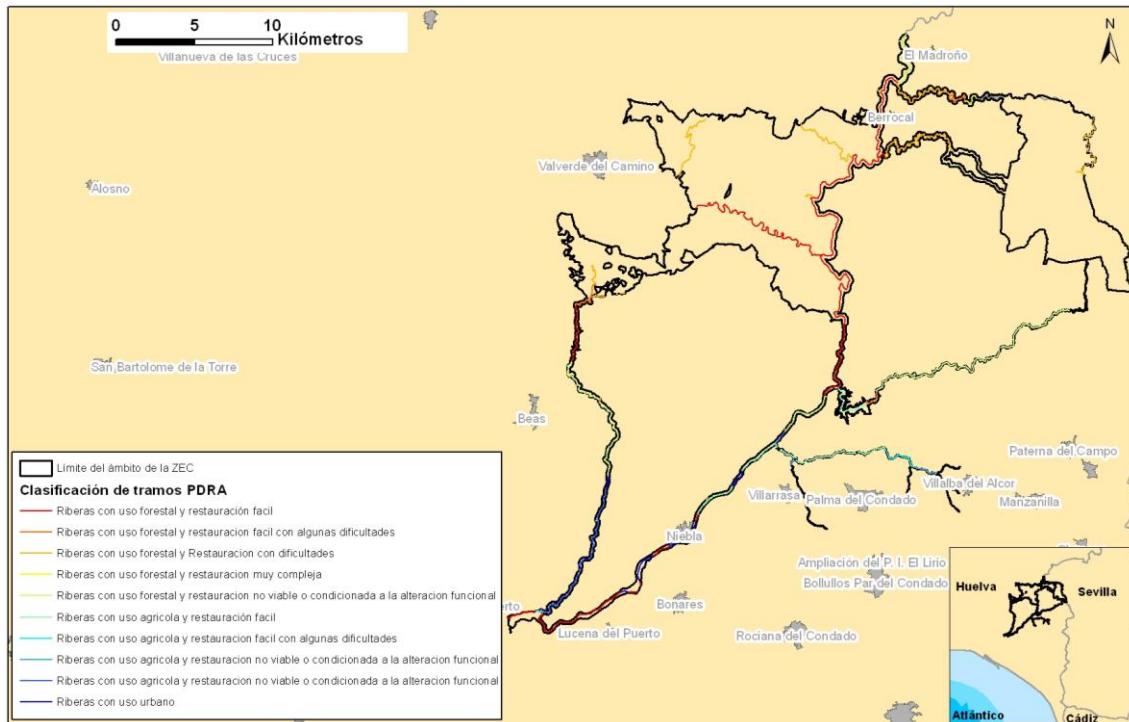 0 5 10
Kilómetros
Villanueva de las Cruces
N
El Madroño
Berrocal
Valverde del Camino
Alosno
San Bartolome de la Torre
Beas
Paterna del Campo
Villalba del Alcor
Villarrasa
Palma del Condado
Manzanilla
Niebla
Ampliación del P. I. El Lirio
Bollullos Par del Condado
Bonares
Lucena del Puerto
Rociana del Condado
Límite del ámbito de la ZEC
Clasificación de tramos PDRA
Riberas con uso forestal y restauración facil
Riberas con uso forestal y restauracion facil con algunas dificultades
Riberas con uso forestal y Restauracion con dificultades
Riberas con uso forestal y restauracion muy compleja
Riberas con uso forestal y restauracion no viable o condicionada a la alteracion funcional
Riberas con uso agricola y restauración facil
Riberas con uso agricola y restauracion facil con algunas dificultades
Riberas con uso agricola y restauracion no viable o condicionada a la alteracion funcional
Riberas con uso agricola y restauracion no viable o condicionada a la alteracion funcional
Riberas con uso urbano
Huelva
Sevilla
Atlántico
Cádiz